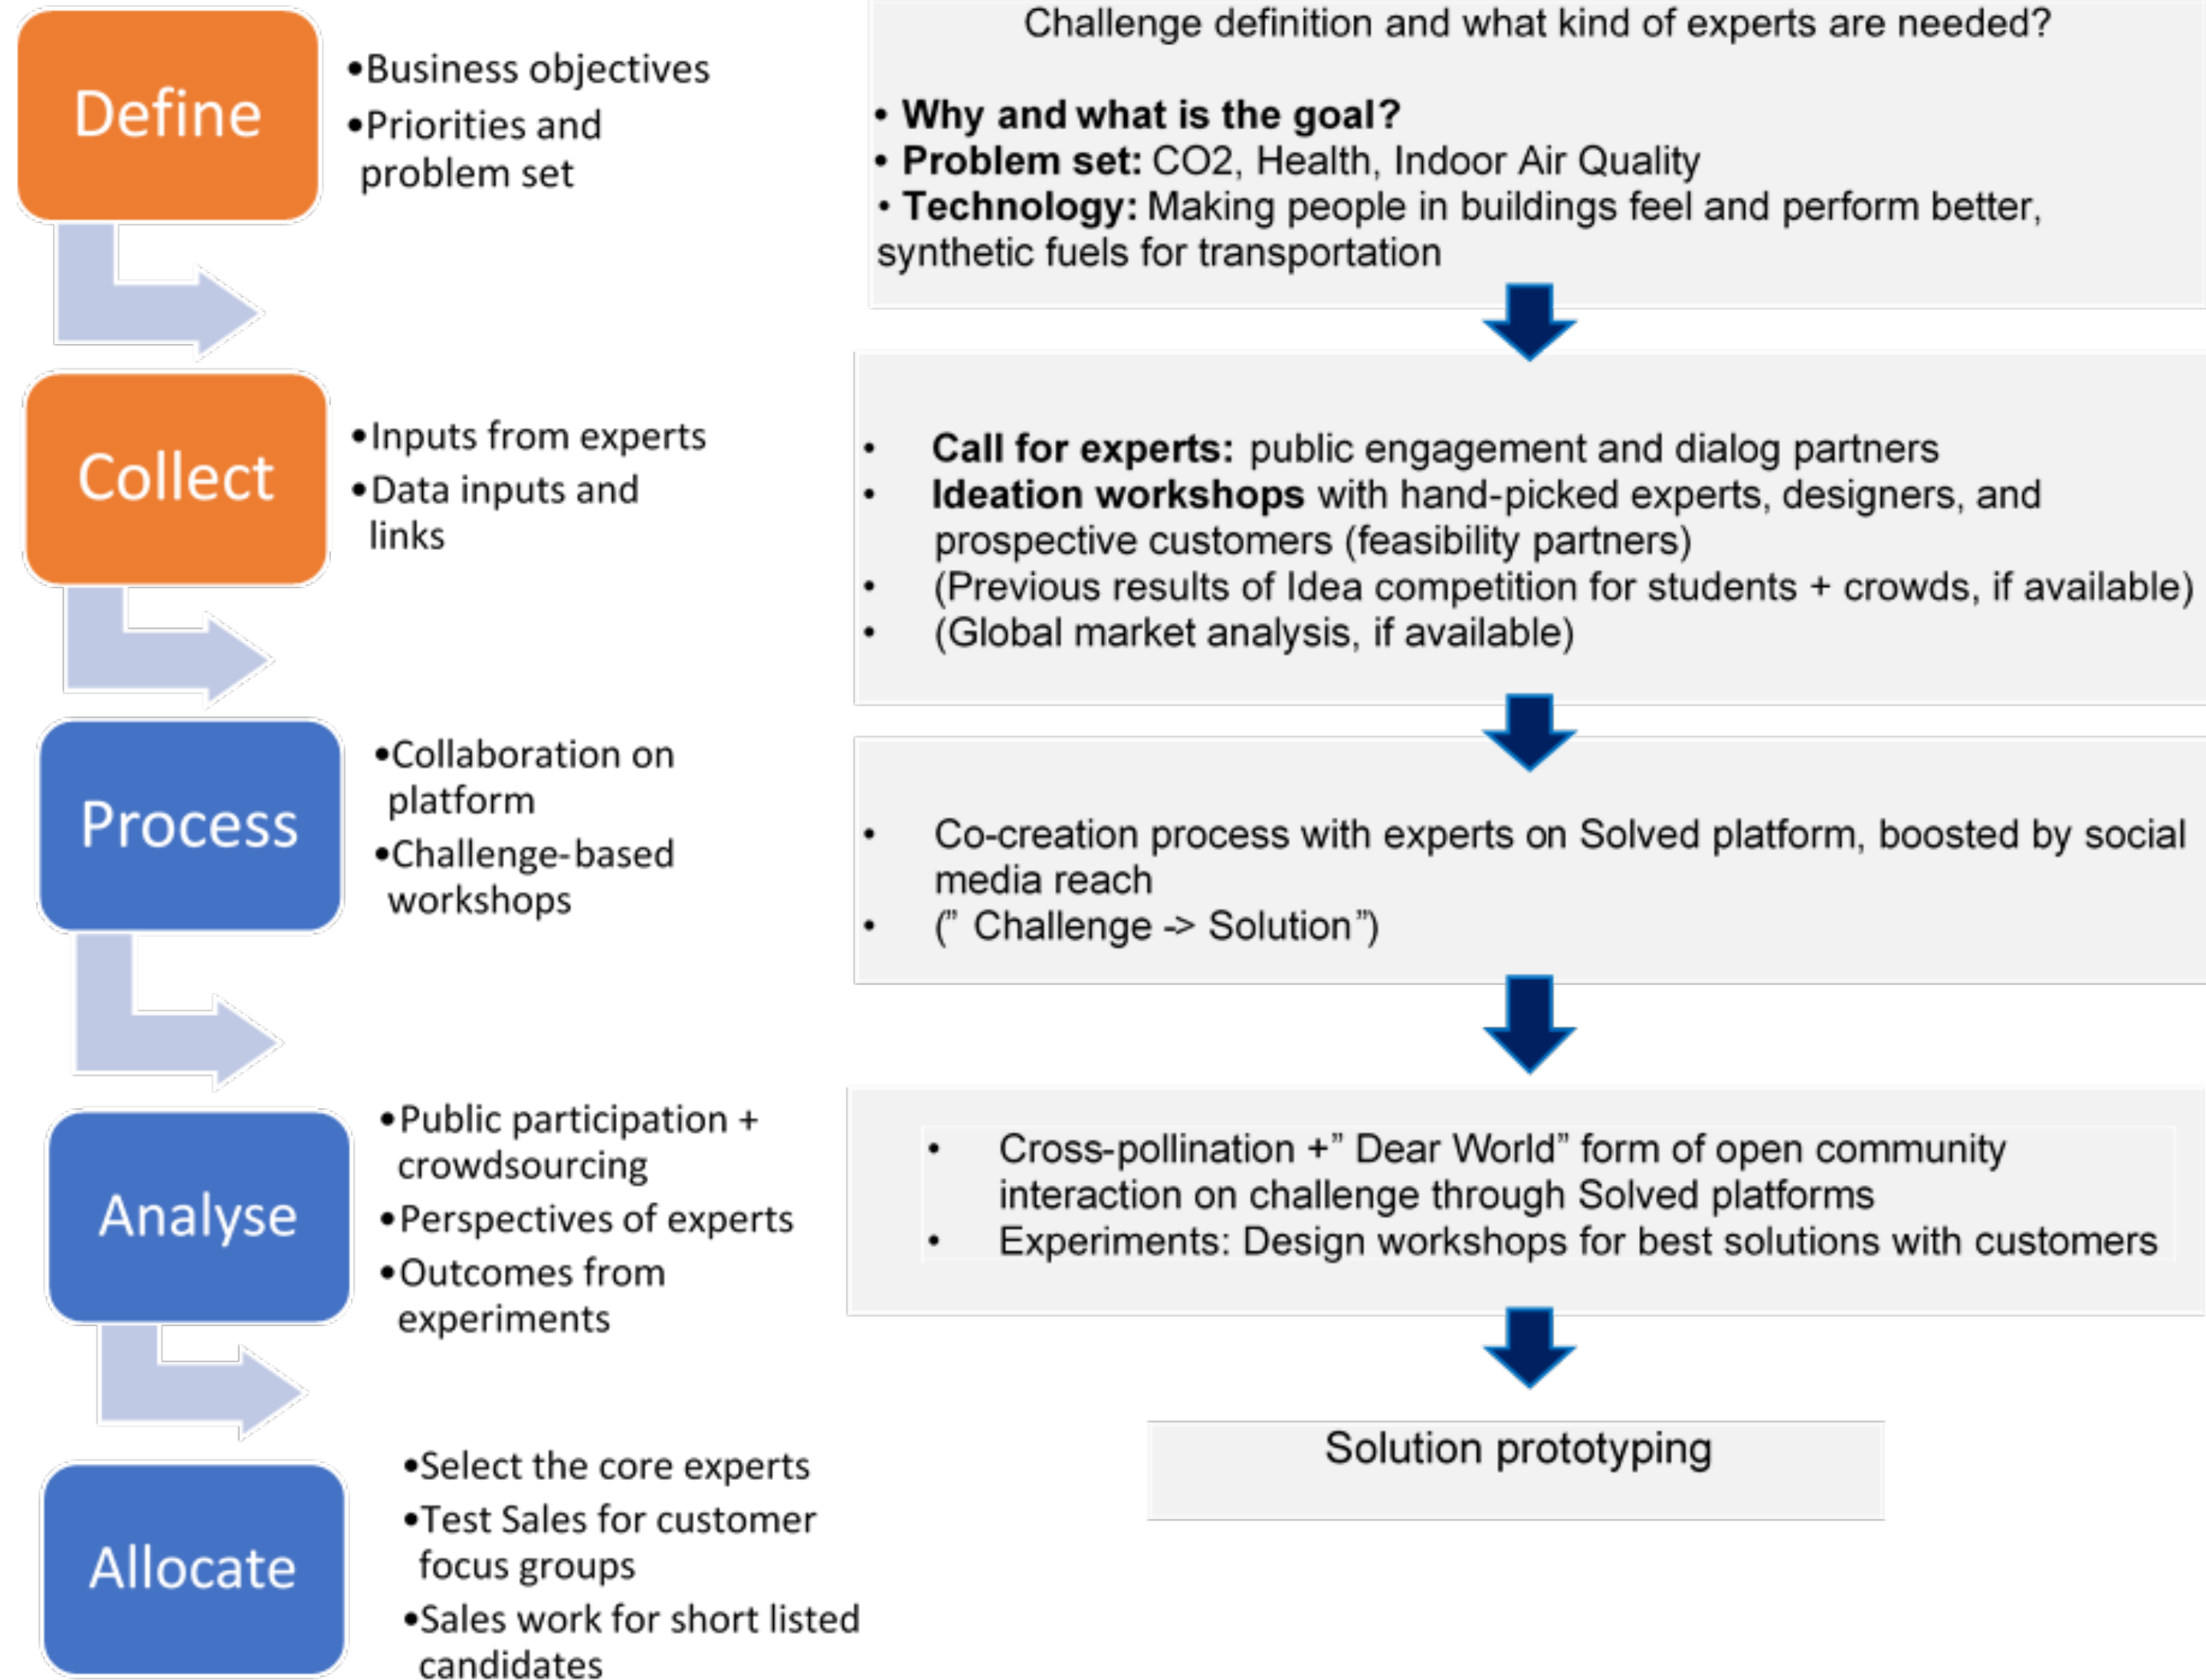 Define
•Business objectives
•Priorities and
problem set
Challenge definition and what kind of experts are needed?
• Why and what is the goal?
• Problem set: CO2, Health, Indoor Air Quality
• Technology: Making people in buildings feel and perform better,
synthetic fuels for transportation
Collect
•Inputs from experts
•Data inputs and
links
• Call for experts: public engagement and dialog partners
• Ideation workshops with hand-picked experts, designers, and
prospective customers (feasibility partners)
• (Previous results of Idea competition for students + crowds, if available)
• (Global market analysis, if available)
Process
•Collaboration on
platform
•Challenge-based
workshops
• Co-creation process with experts on Solved platform, boosted by social
media reach
• (” Challenge -> Solution”)
Analyse
•Public participation +
crowdsourcing
•Perspectives of experts
•Outcomes from
experiments
• Cross-pollination +” Dear World” form of open community
interaction on challenge through Solved platforms
• Experiments: Design workshops for best solutions with customers
Allocate
•Select the core experts
•Test Sales for customer
focus groups
•Sales work for short listed
candidates
Solution prototyping